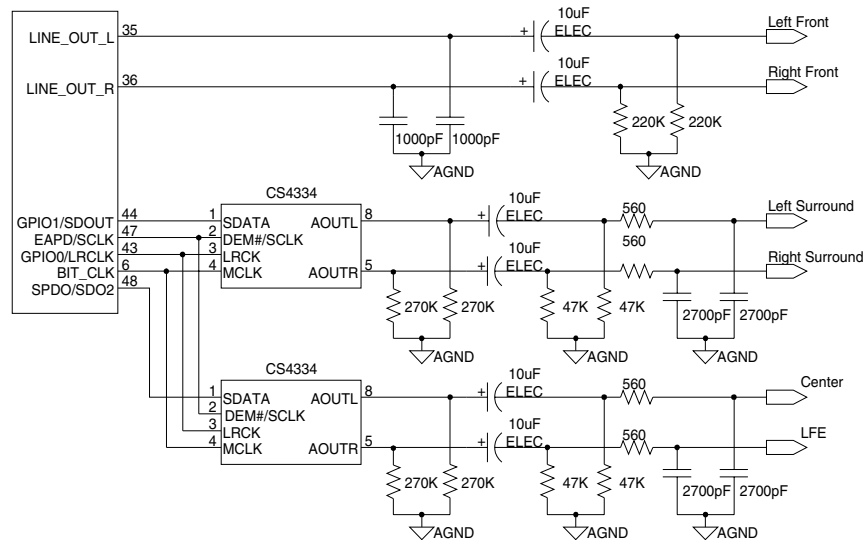 LINE_OUT_L 35 + 10uF ELEC Left Front
LINE_OUT_R 36 + 10uF ELEC Right Front
1000pF 1000pF 220K 220K
AGND AGND
CS4334
GPIO1/SDOUT 44 1 SDATA AOUTL 8 + 10uF ELEC 560 Left Surround
EAPD/SCLK 47 2 DEM#/SCLK
GPIO0/LRCLK 43 3 LRCK
BIT_CLK 6 4 MCLK AOUTR 5 + 10uF ELEC 560 Right Surround
SPDO/SDO2 48
270K 270K 47K 47K 2700pF 2700pF
AGND AGND AGND
CS4334
1 SDATA AOUTL 8 + 10uF ELEC 560 Center
2 DEM#/SCLK
3 LRCK
4 MCLK AOUTR 5 + 10uF ELEC 560 LFE
270K 270K 47K 47K 2700pF 2700pF
AGND AGND AGND